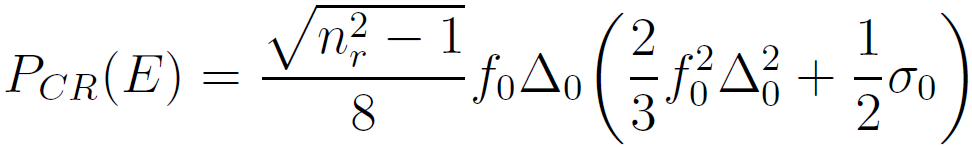 $P_{CR}(E) = \frac{\sqrt{n_r^2 - 1}}{8} f_0 \Delta_0 \left( \frac{2}{3} f_0^2 \Delta_0^2 + \frac{1}{2} \sigma_0 \right)$